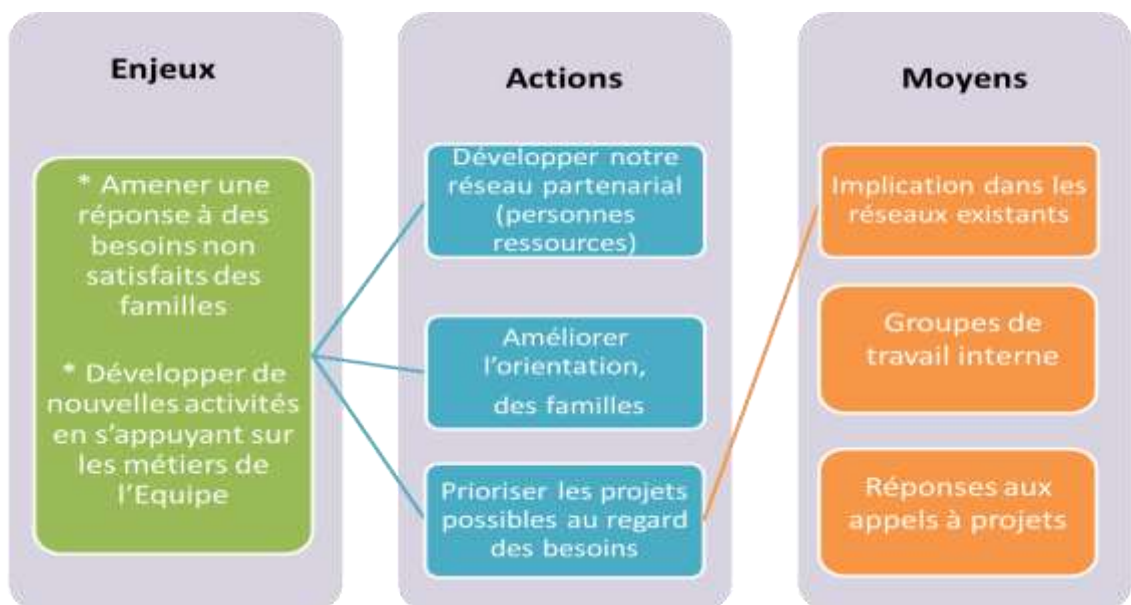 Enjeux
* Amener une
réponse à des
besoins non
satisfaits des
familles
* Développer de
nouvelles activités
en s'appuyant sur
les métiers de
l'Equipe
Actions
Développer notre
réseau partenarial
(personnes
ressources)
Améliorer
l'orientation,
des familles
Prioriser les projets
possibles au regard
des besoins
Moyens
Implication dans les
réseaux existants
Groupes de
travail interne
Réponses aux
appels à projets